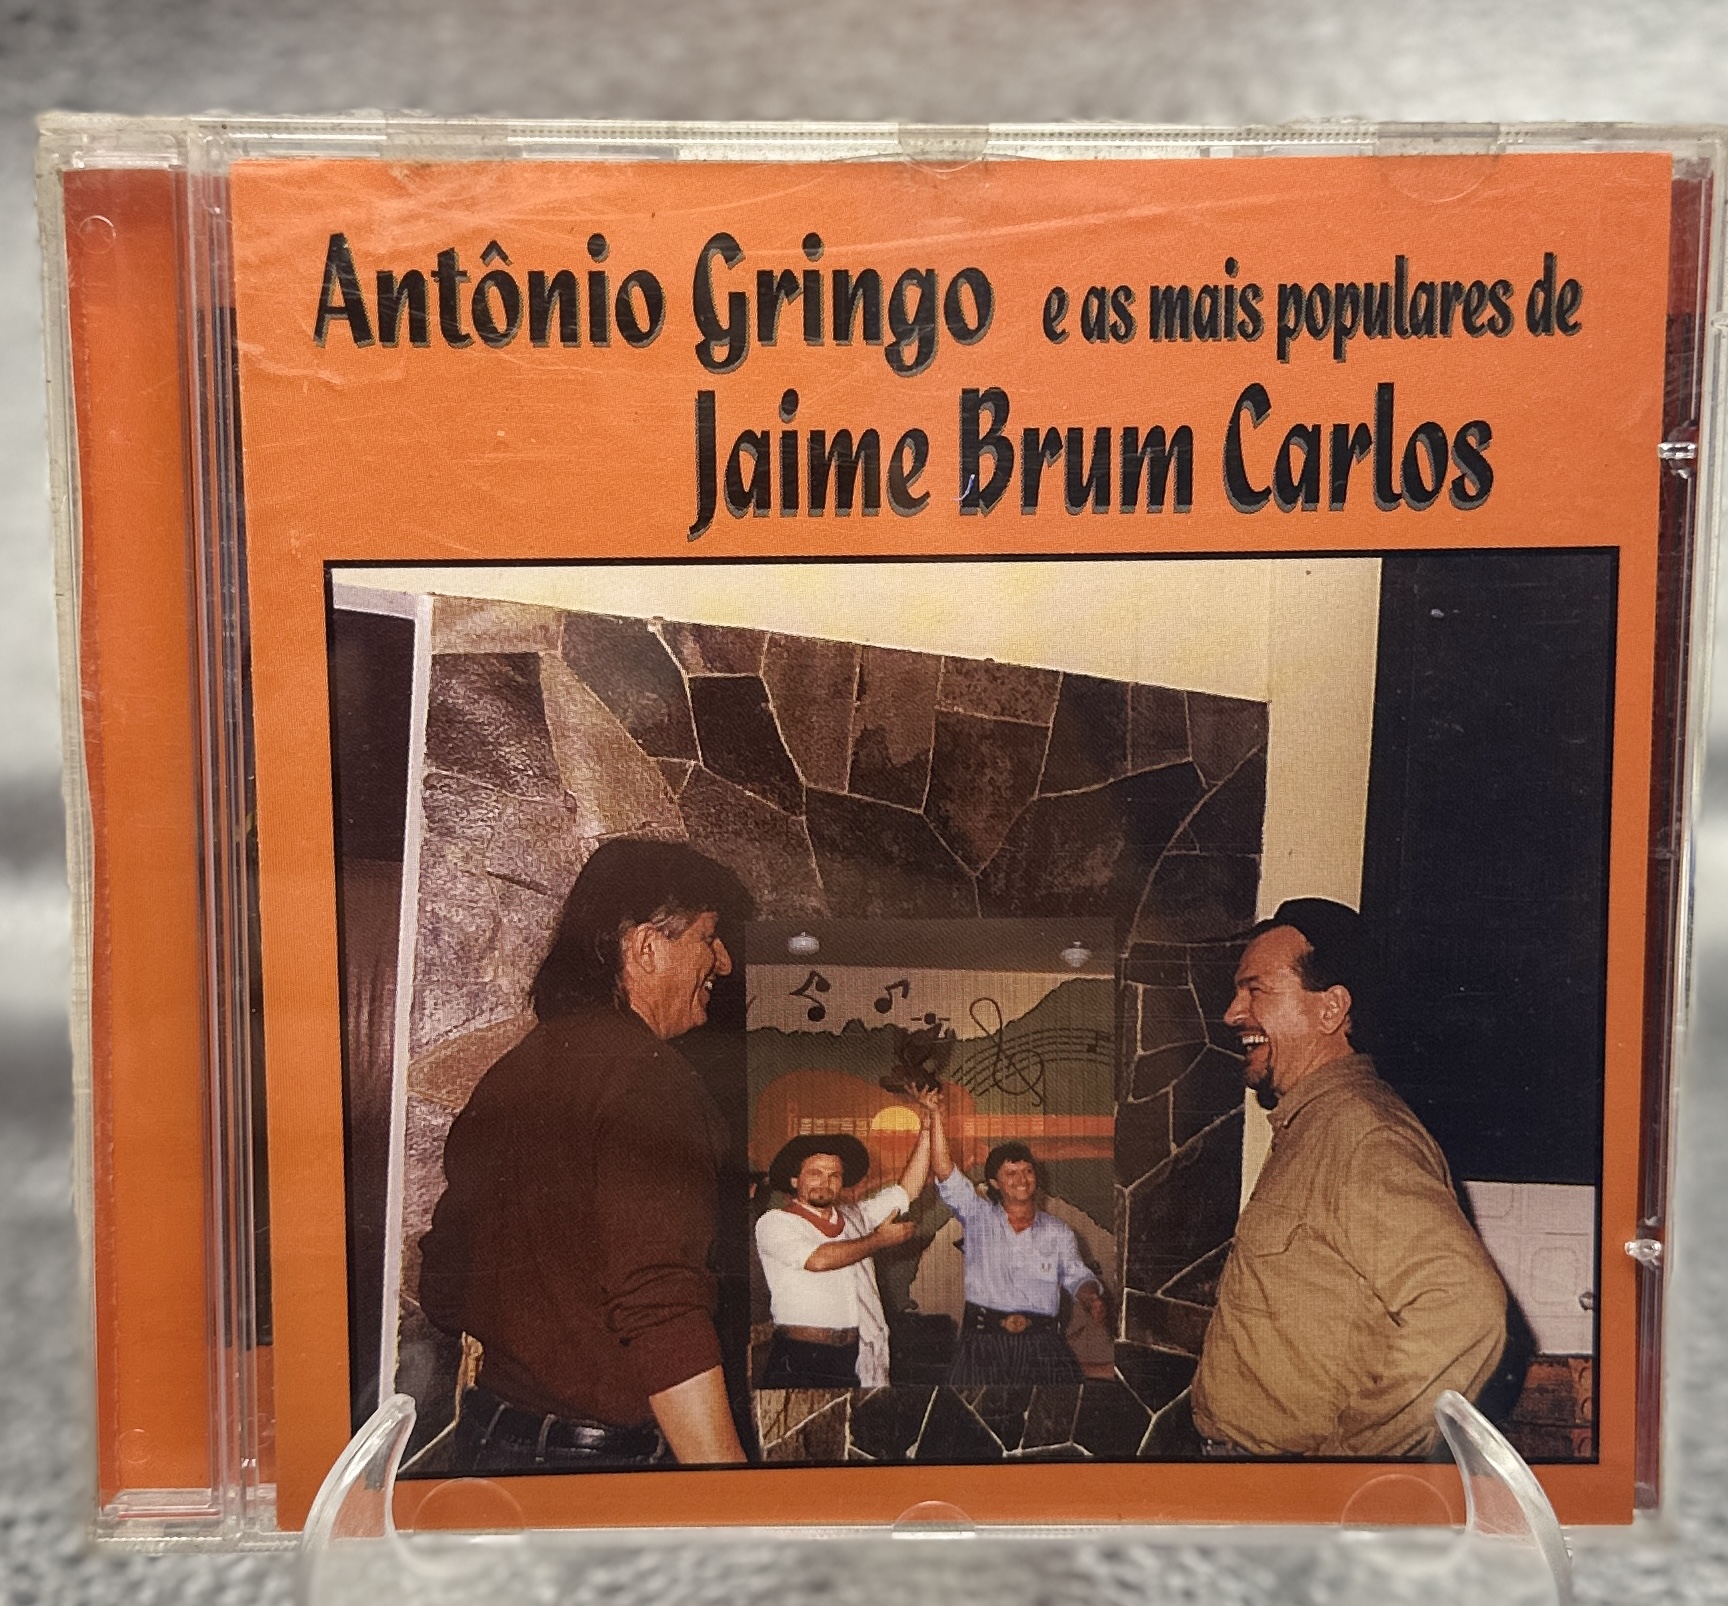 Antônio Gringo e as mais populares de
Jaime Brum Carlos